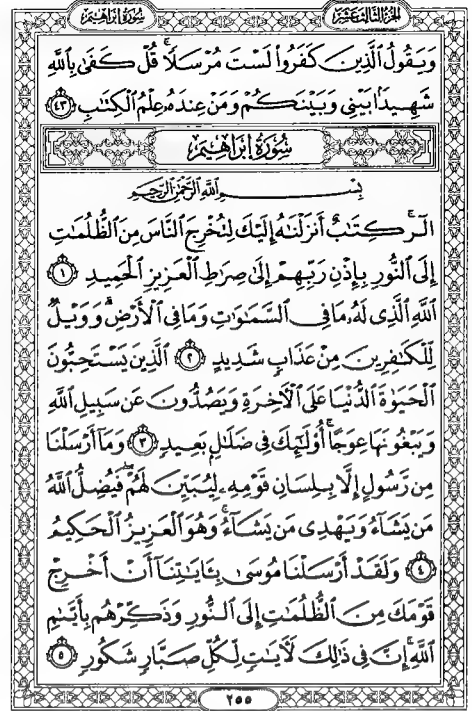 الجزء الثالث عشر
سورة إبراهيم
وَيَقُولُ ٱلَّذِينَ كَفَرُوا۟ لَسْتَ مُرْسَلًا ۚ قُلْ كَفَىٰ بِٱللَّهِ
شَهِيدًۢا بَيْنِى وَبَيْنَكُمْ وَمَنْ عِندَهُۥ عِلْمُ ٱلْكِتَـٰبِ ٤٣
سُورَةُ إِبْرَاهِيمَ
بِسْمِ ٱللَّهِ ٱلرَّحْمَـٰنِ ٱلرَّحِيمِ
الٓر ۚ كِتَـٰبٌ أَنزَلْنَـٰهُ إِلَيْكَ لِتُخْرِجَ ٱلنَّاسَ مِنَ ٱلظُّلُمَـٰتِ
إِلَى ٱلنُّورِ بِإِذْنِ رَبِّهِمْ إِلَىٰ صِرَٰطِ ٱلْعَزِيزِ ٱلْحَمِيدِ ١
ٱللَّهِ ٱلَّذِى لَهُۥ مَا فِى ٱلسَّمَـٰوَٰتِ وَمَا فِى ٱلْأَرْضِ ۗ وَوَيْلٌ
لِّلْكَـٰفِرِينَ مِنْ عَذَابٍ شَدِيدٍ ٢ ٱلَّذِينَ يَسْتَحِبُّونَ
ٱلْحَيَوٰةَ ٱلدُّنْيَا عَلَى ٱلْـَٔاخِرَةِ وَيَصُدُّونَ عَن سَبِيلِ ٱللَّهِ
وَيَبْغُونَهَا عِوَجًا ۚ أُو۟لَـٰٓئِكَ فِى ضَلَـٰلٍۭ بَعِيدٍ ٣ وَمَآ أَرْسَلْنَا
مِن رَّسُولٍ إِلَّا بِلِسَانِ قَوْمِهِۦ لِيُبَيِّنَ لَهُمْ ۖ فَيُضِلُّ ٱللَّهُ
مَن يَشَآءُ وَيَهْدِى مَن يَشَآءُ ۚ وَهُوَ ٱلْعَزِيزُ ٱلْحَكِيمُ
٤ وَلَقَدْ أَرْسَلْنَا مُوسَىٰ بِـَٔايَـٰتِنَآ أَنْ أَخْرِجْ
قَوْمَكَ مِنَ ٱلظُّلُمَـٰتِ إِلَى ٱلنُّورِ وَذَكِّرْهُم بِأَيَّىٰمِ
ٱللَّهِ ۚ إِنَّ فِى ذَٰلِكَ لَـَٔايَـٰتٍ لِّكُلِّ صَبَّارٍ شَكُورٍ ٥
٢٥٥